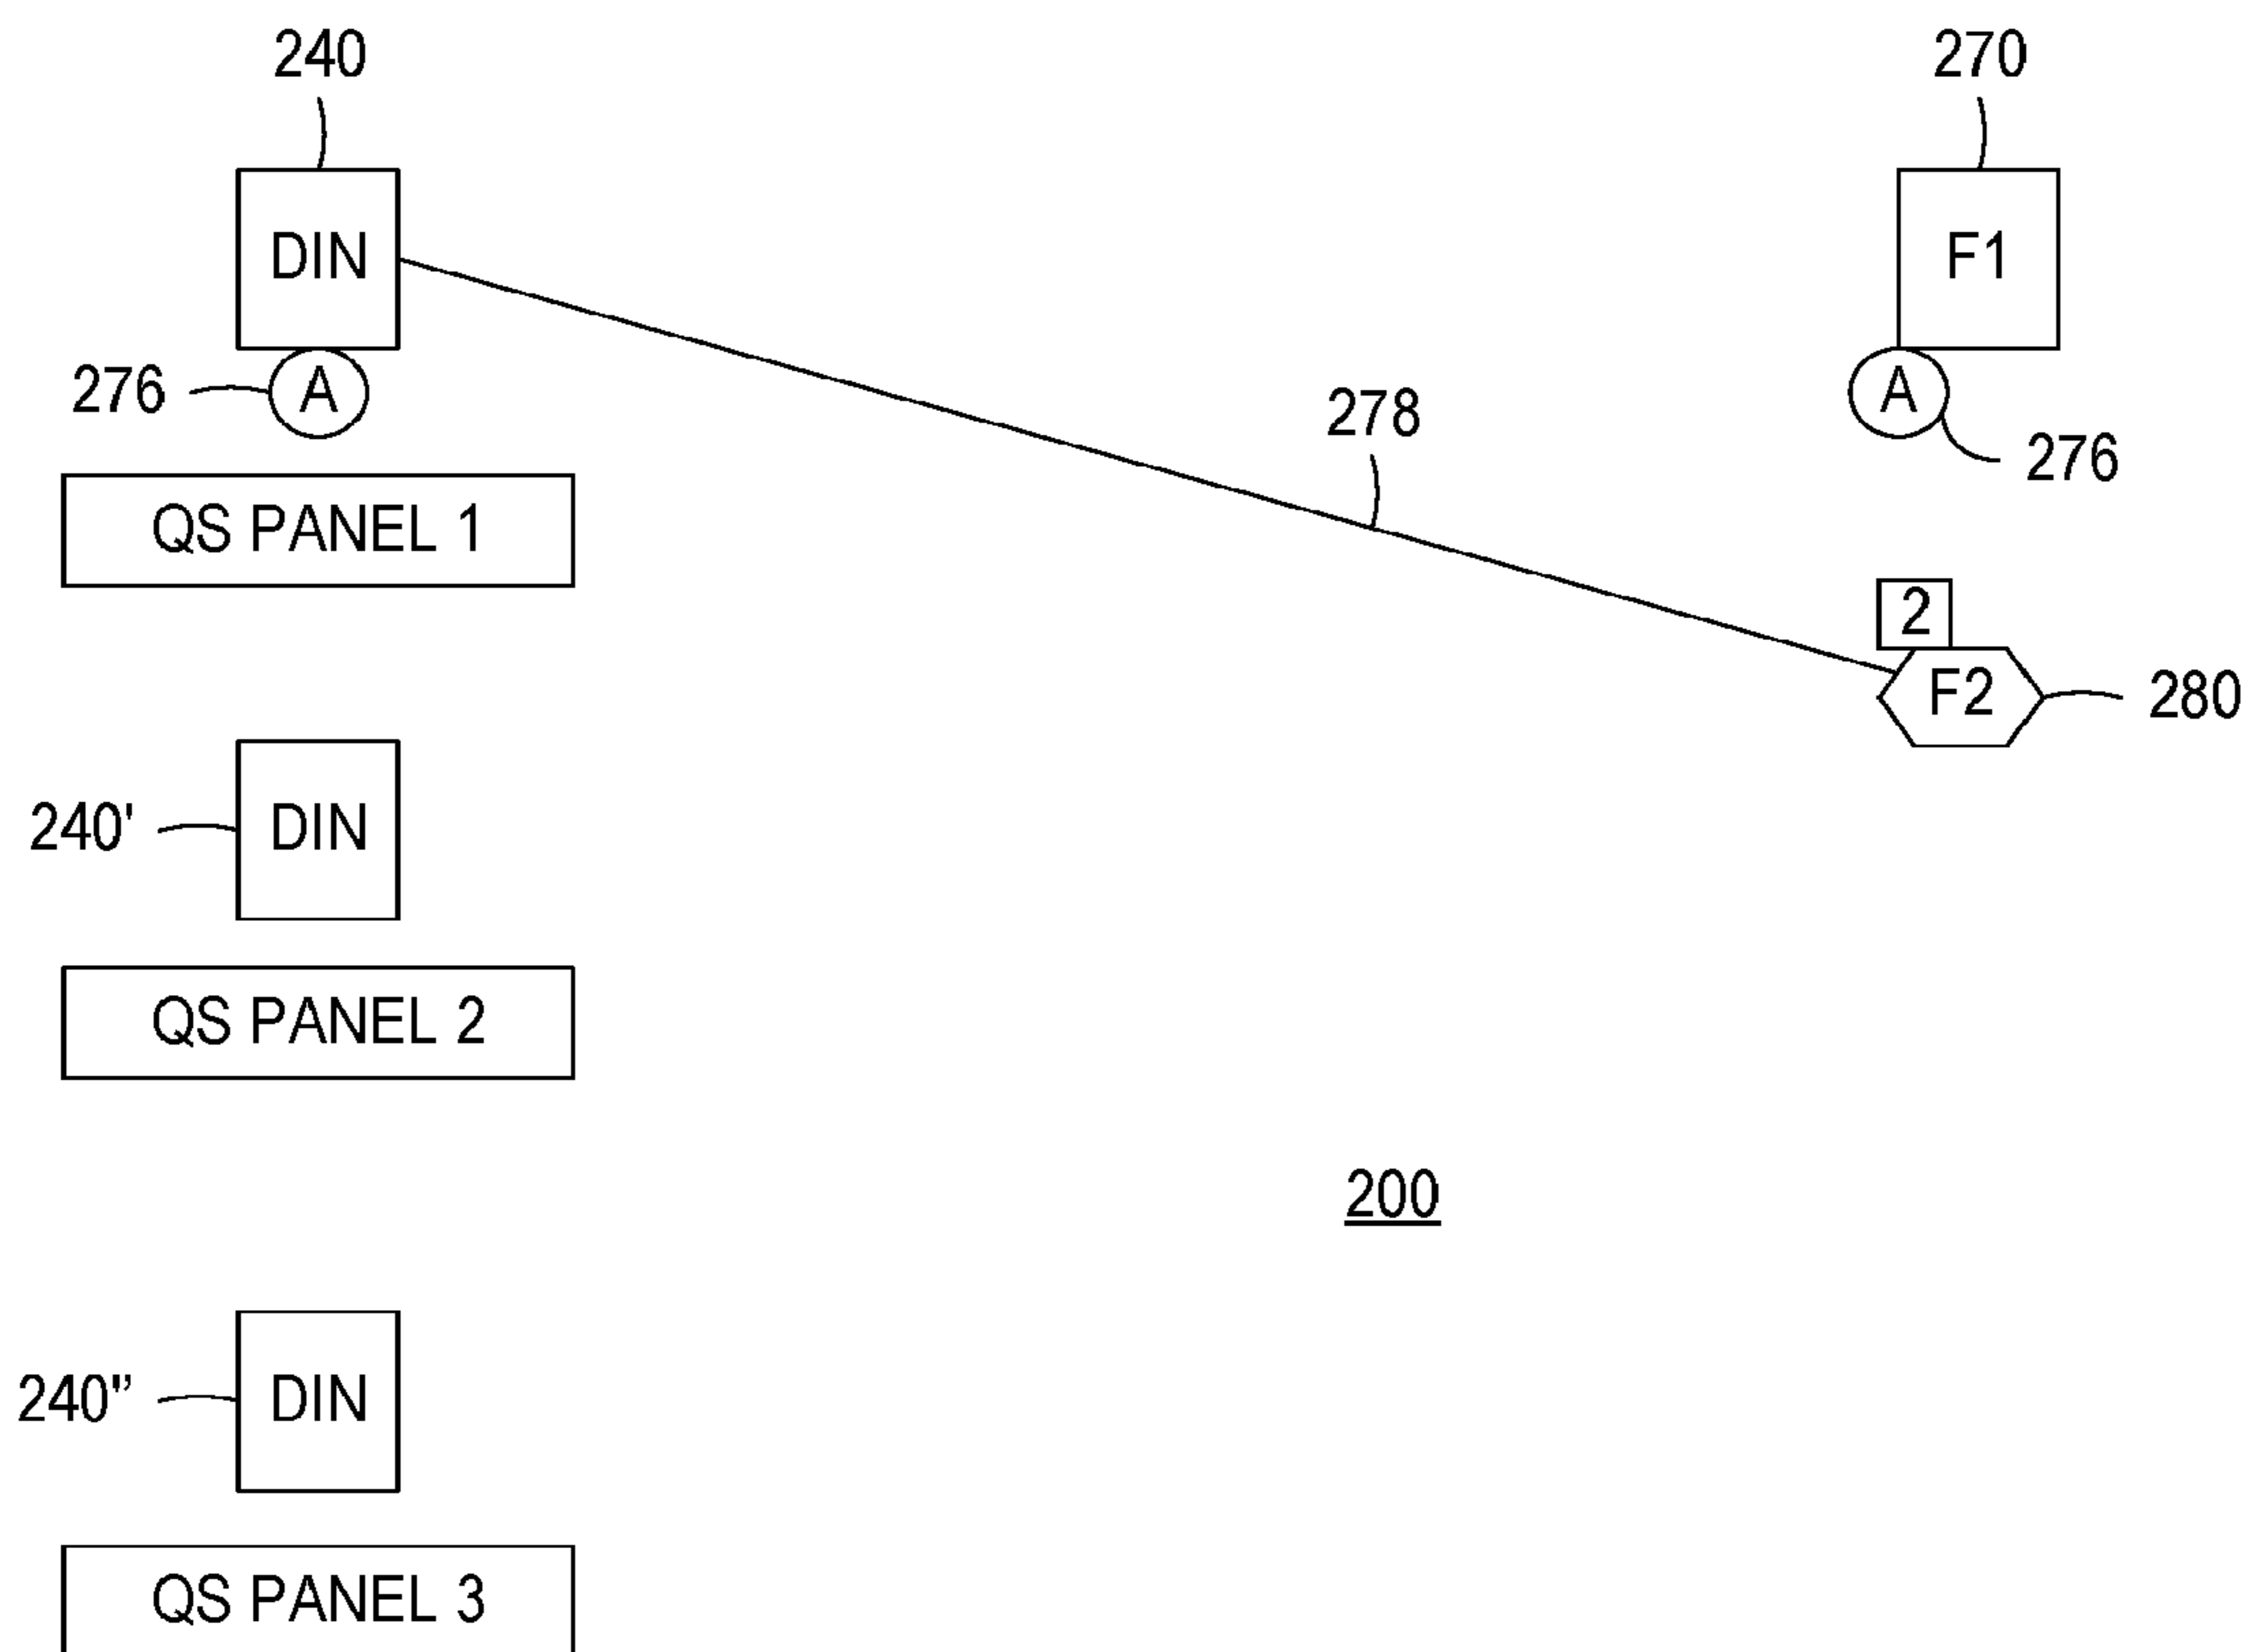 240
270
DIN
F1
276
A
278
A
276
QS PANEL 1
2
F2
280
240'
DIN
QS PANEL 2
200
240"
DIN
QS PANEL 3